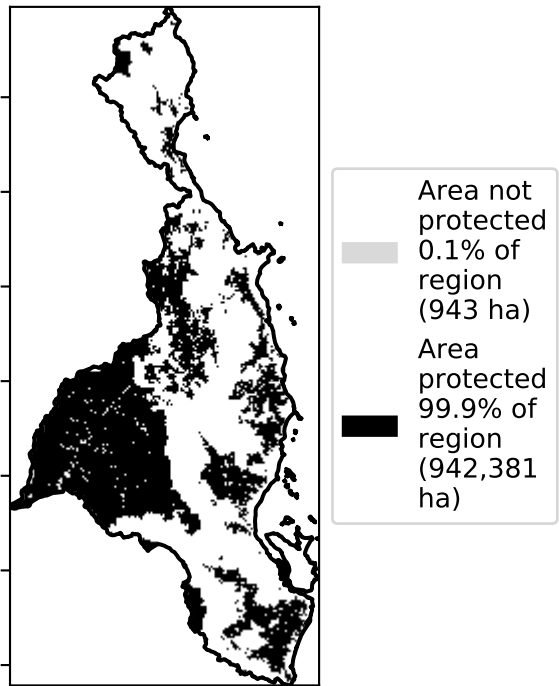 Area not
protected
0.1% of
region
(943 ha)
Area
protected
99.9% of
region
(942,381
ha)